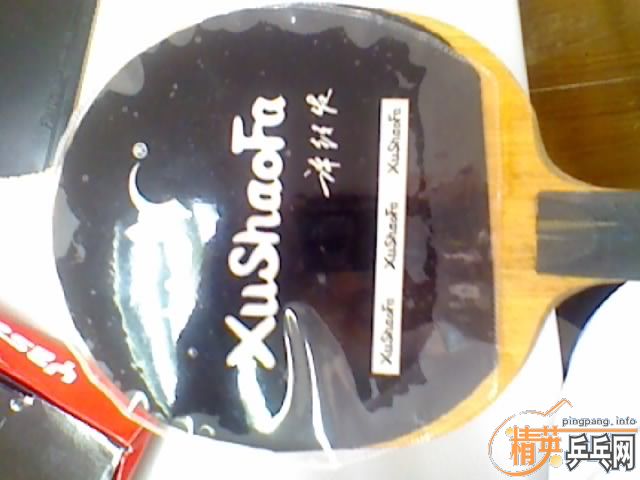 XuShaoFa
许绍发
XuShaoFa XuShaoFa XuShaoFa
pingpang.info
精英乒乓网